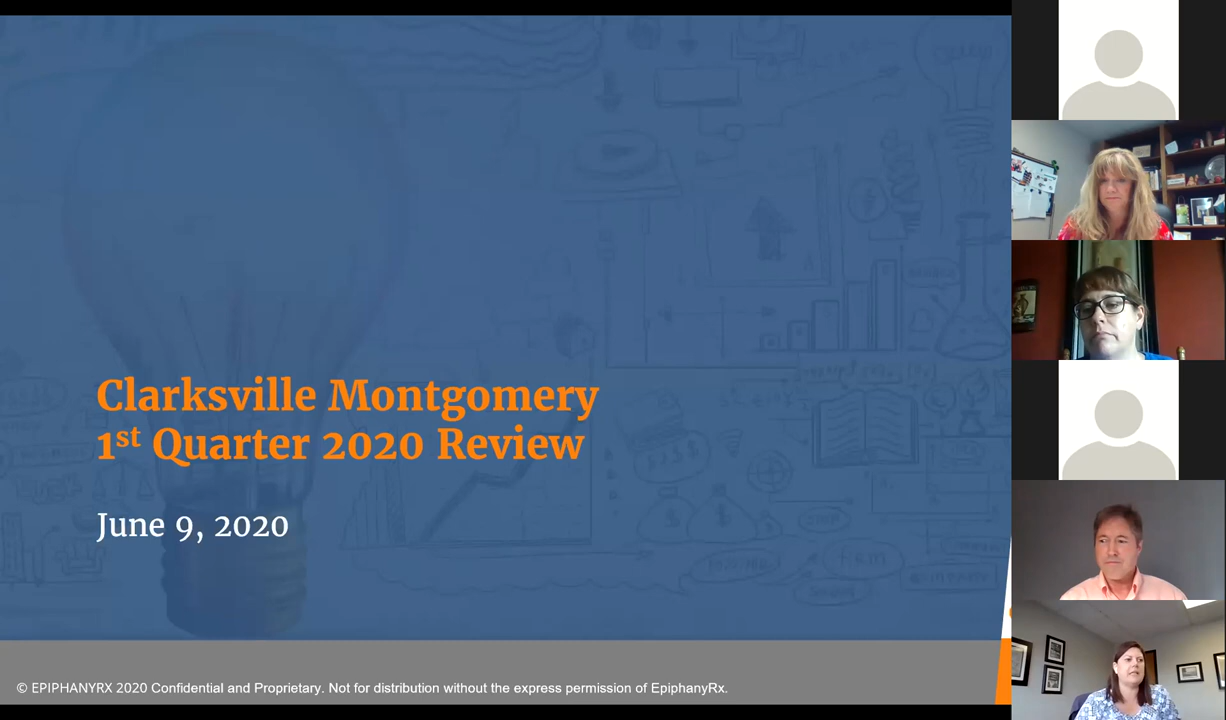 Clarksville Montgomery
1st Quarter 2020 Review
June 9, 2020
© EPIPHANYRX 2020 Confidential and Proprietary. Not for distribution without the express permission of EpiphanyRx.